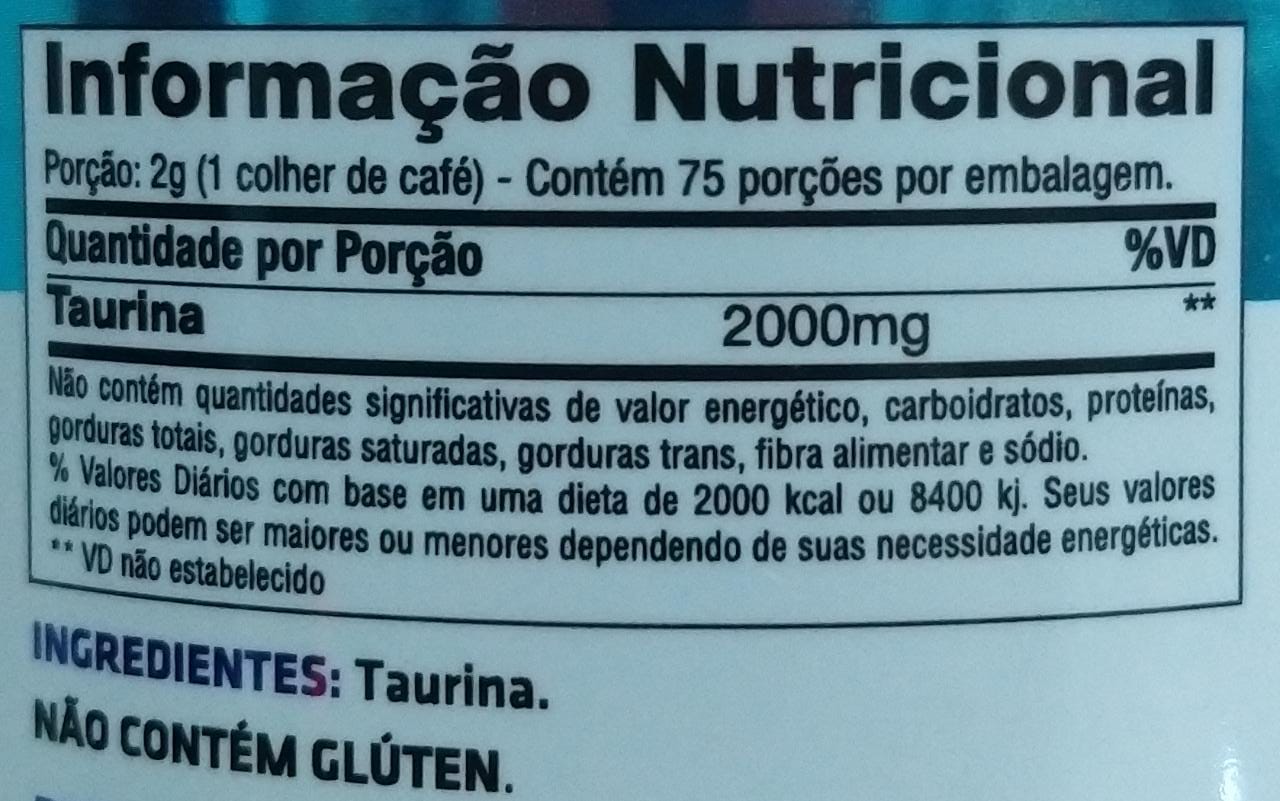 Informação Nutricional
Porção: 2g (1 colher de café) - Contém 75 porções por embalagem.
Quantidade por Porção %VD
Taurina 2000mg **
Não contém quantidades significativas de valor energético, carboidratos, proteínas,
gorduras totais, gorduras saturadas, gorduras trans, fibra alimentar e sódio.
% Valores Diários com base em uma dieta de 2000 kcal ou 8400 kj. Seus valores
diários podem ser maiores ou menores dependendo de suas necessidade energéticas.
** VD não estabelecido
INGREDIENTES: Taurina.
NÃO CONTÉM GLÚTEN.